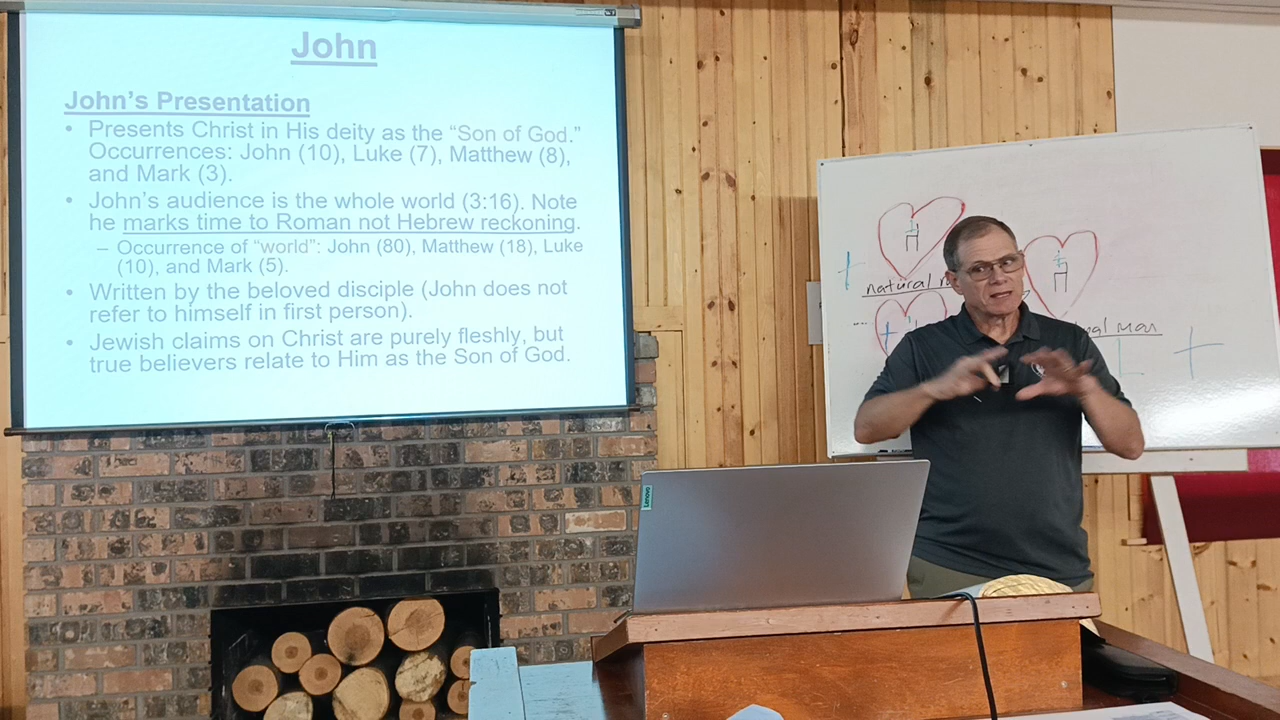 John
John's Presentation
• Presents Christ in His deity as the “Son of God.”
Occurrences: John (10), Luke (7), Matthew (8),
and Mark (3).
• John's audience is the whole world (3:16). Note
he marks time to Roman not Hebrew reckoning.
– Occurrence of “world”: John (80), Matthew (18), Luke
(10), and Mark (5).
• Written by the belored disciple (John does not
refer to himself in first person).
• Jewish claims on Christ are purely fleshly, but
true believers relate to Him as the Son of God.
natural
man
Lenovo